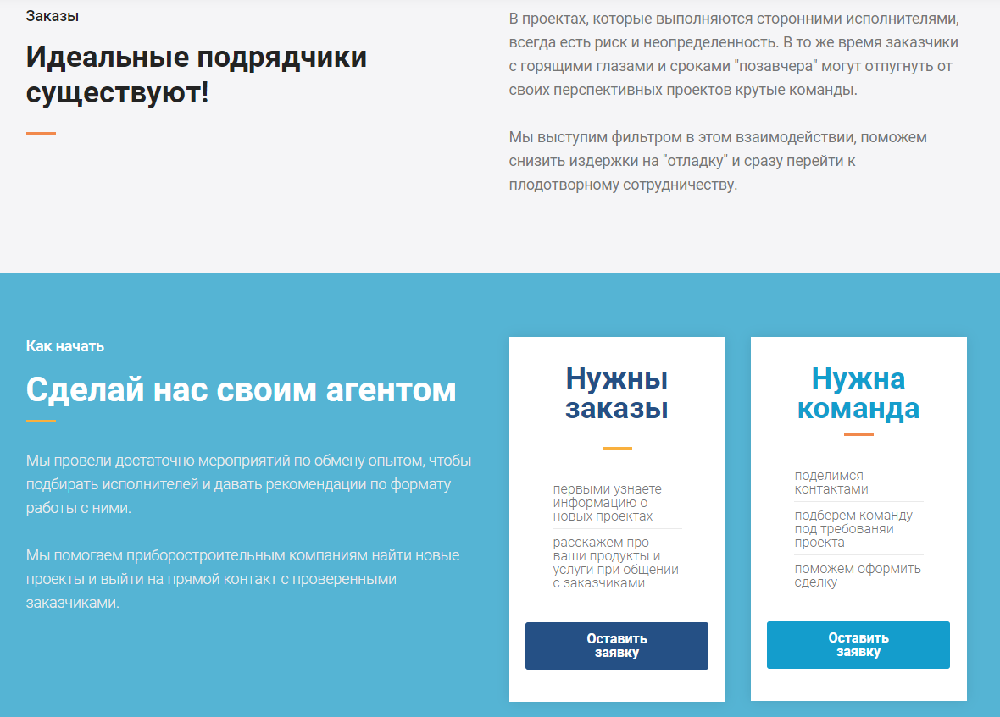 Заказы
Идеальные подрядчики
существуют!
В проектах, которые выполняются сторонними исполнителями,
всегда есть риск и неопределенность. В то же время заказчики
с горящими глазами и сроками "позавчера" могут отпугнуть от
своих перспективных проектов крутые команды.
Мы выступим фильтром в этом взаимодействии, поможем
снизить издержки на "отладку" и сразу перейти к
плодотворному сотрудничеству.
Как начать
Сделай нас своим агентом
Мы провели достаточно мероприятий по обмену опытом, чтобы
подбирать исполнителей и давать рекомендации по формату
работы с ними.
Мы помогаем приборостроительным компаниям найти новые
проекты и выйти на прямой контакт с проверенными
заказчиками.
Нужны
заказы
первыми узнаете
информацию о
новых проектах
расскажем про
ваши продукты и
услуги при общении
с заказчиками
Оставить
заявку
Нужна
команда
поделимся
контактами
подберем команду
под требованяи
проекта
поможем оформить
сделку
Оставить
заявку